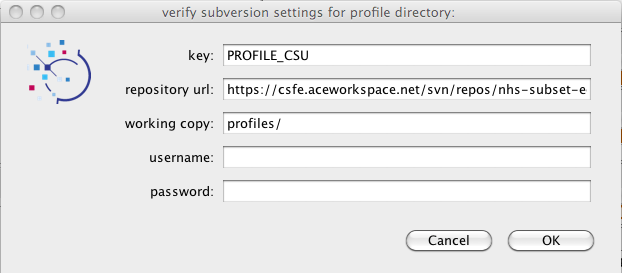 verify subversion settings for profile directory:
key: PROFILE_CSU
repository url: https://csfe.aceworkspace.net/svn/repos/nhs-subset-e
working copy: profiles/
username:
password:
Cancel OK